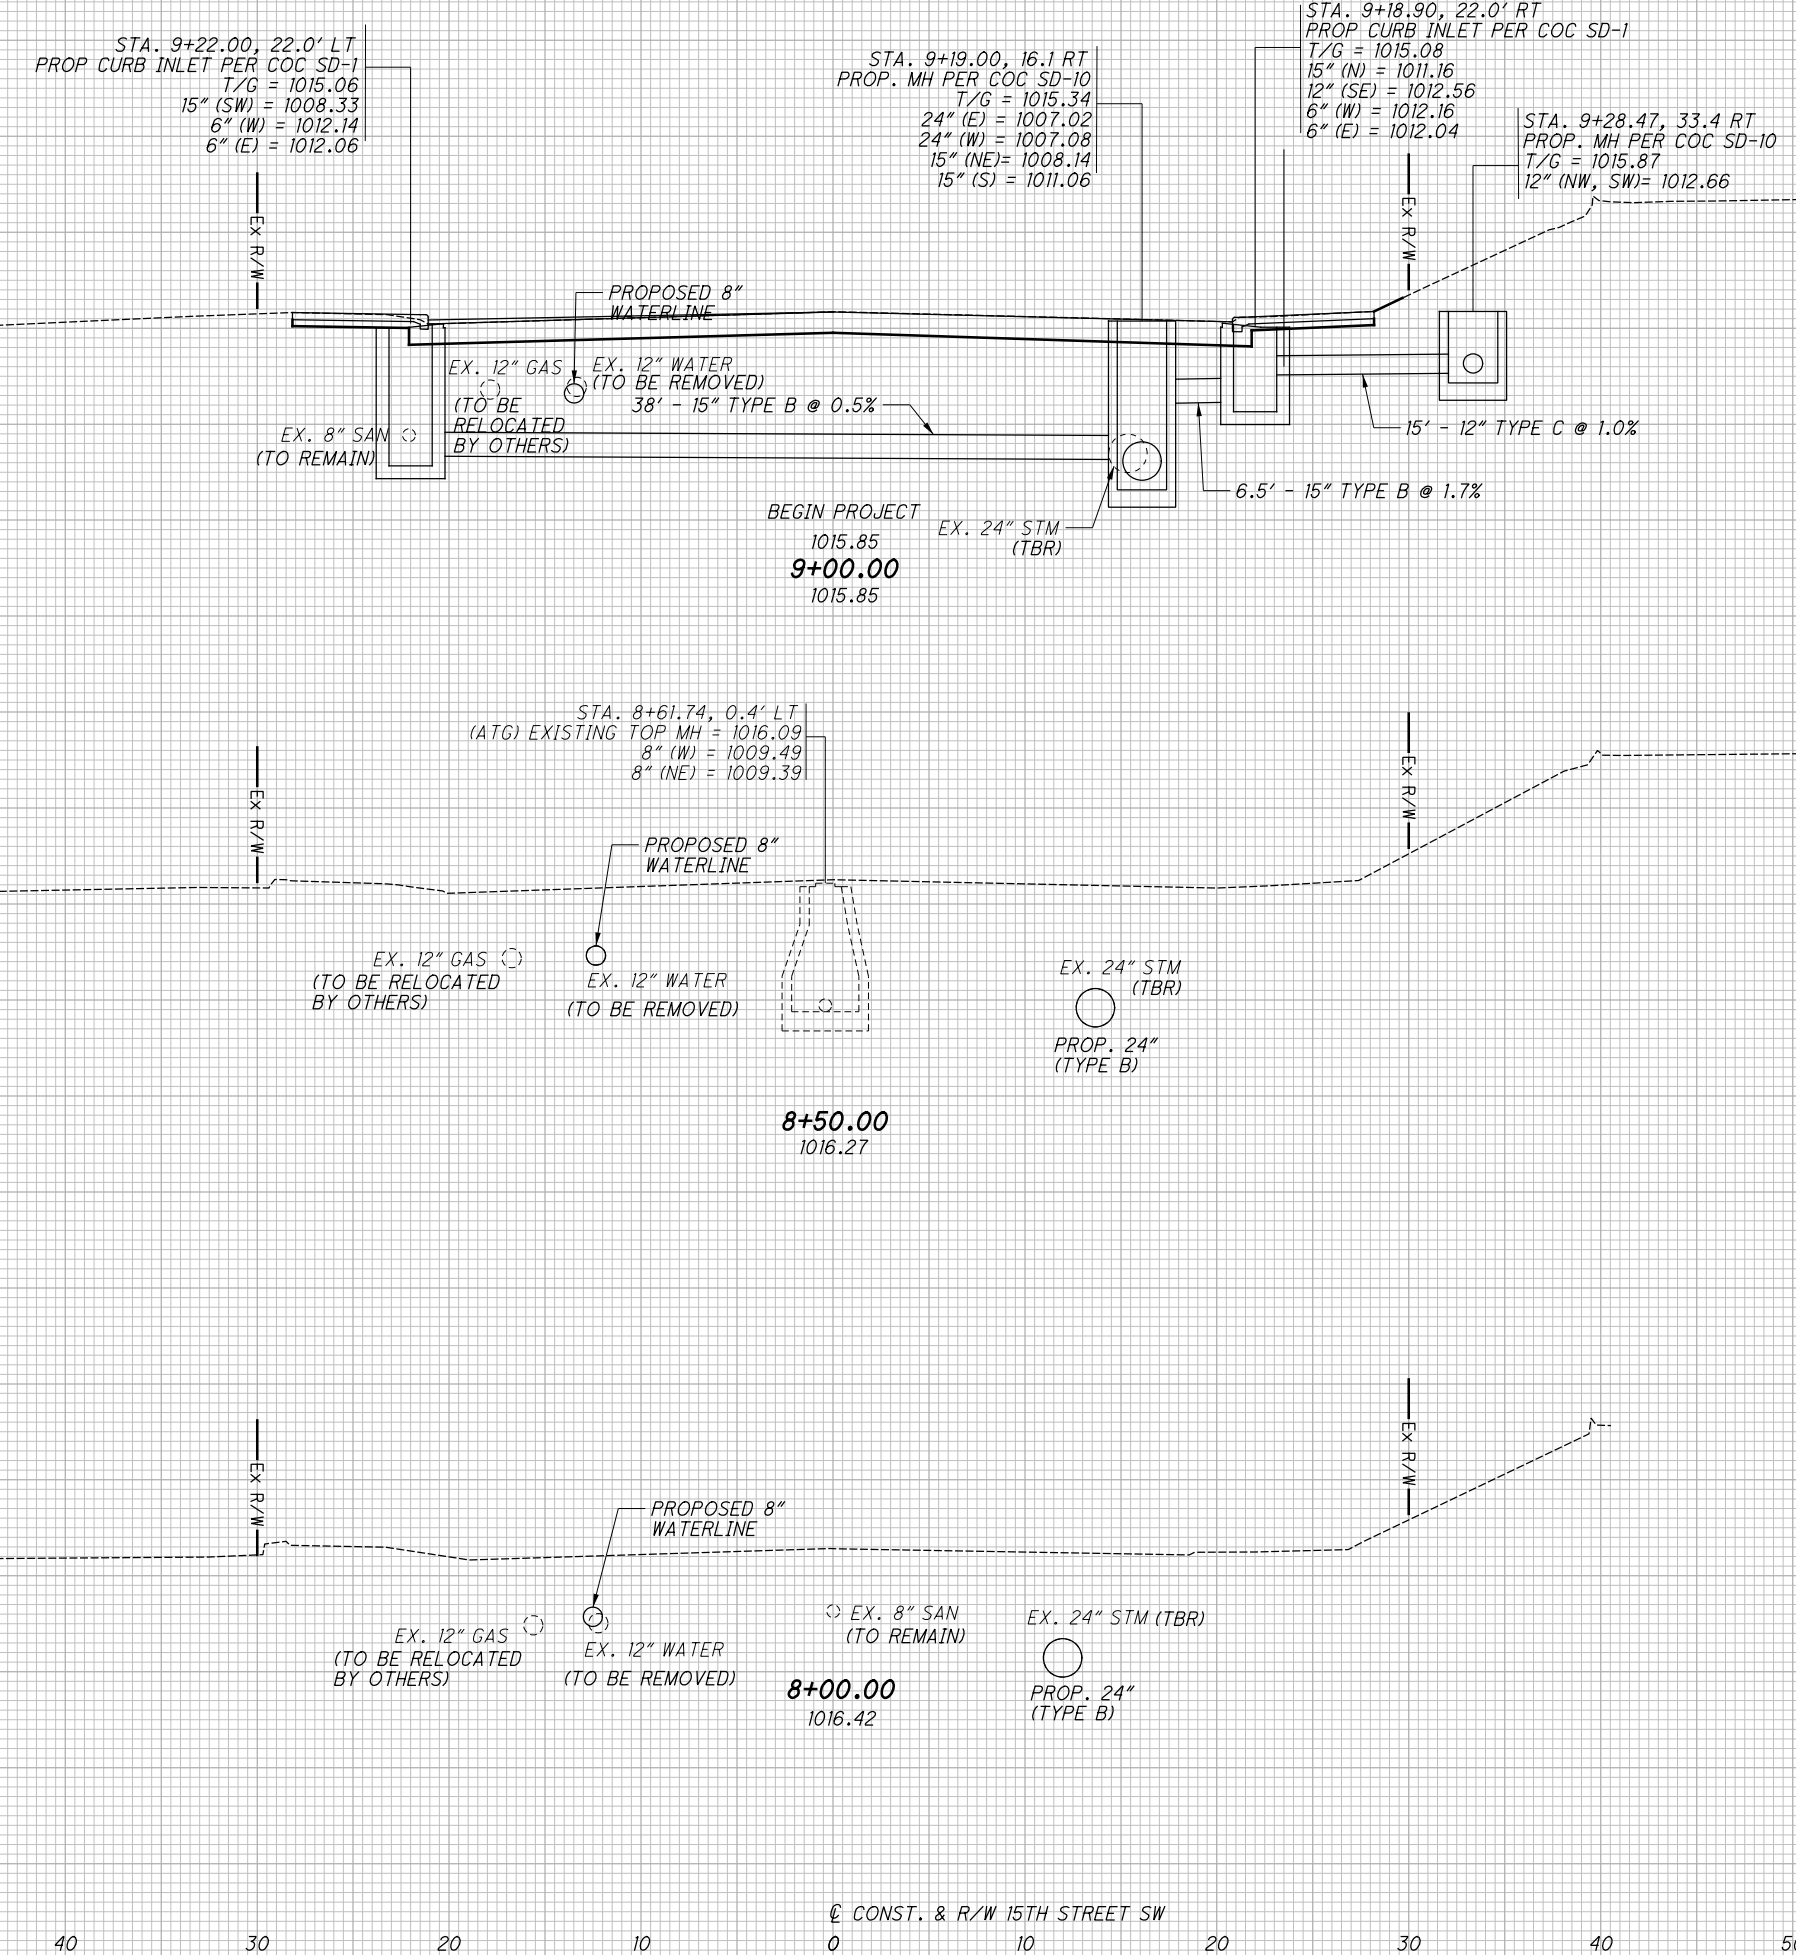 STA. 9+22.00, 22.0' LT
PROP CURB INLET PER COC SD-1
T/G = 1015.06
15" (SW) = 1008.33
6" (W) = 1012.14
6" (E) = 1012.06
STA. 9+19.00, 16.1 RT
PROP. MH PER COC SD-10
T/G = 1015.34
24" (E) = 1007.02
24" (W) = 1007.08
15" (NE)= 1008.14
15" (S) = 1011.06
STA. 9+18.90, 22.0' RT
PROP CURB INLET PER COC SD-1
T/G = 1015.08
15" (N) = 1011.16
12" (SE) = 1012.56
6" (W) = 1012.16
6" (E) = 1012.04
STA. 9+28.47, 33.4 RT
PROP. MH PER COC SD-10
T/G = 1015.87
12" (NW, SW)= 1012.66
Ex R/W
Ex R/W
PROPOSED 8"
WATERLINE
EX. 12" GAS
(TO BE
RELOCATED
BY OTHERS)
EX. 12" WATER
(TO BE REMOVED)
38' - 15" TYPE B @ 0.5%
EX. 8" SAN
(TO REMAIN)
15' - 12" TYPE C @ 1.0%
6.5' - 15" TYPE B @ 1.7%
EX. 24" STM
(TBR)
BEGIN PROJECT
1015.85
9+00.00
1015.85
STA. 8+61.74, 0.4' LT
(ATG) EXISTING TOP MH = 1016.09
8" (W) = 1009.49
8" (NE) = 1009.39
Ex R/W
Ex R/W
PROPOSED 8"
WATERLINE
EX. 12" GAS
(TO BE RELOCATED
BY OTHERS)
EX. 12" WATER
(TO BE REMOVED)
EX. 24" STM
(TBR)
PROP. 24"
(TYPE B)
8+50.00
1016.27
Ex R/W
Ex R/W
PROPOSED 8"
WATERLINE
EX. 12" GAS
(TO BE RELOCATED
BY OTHERS)
EX. 12" WATER
(TO BE REMOVED)
EX. 8" SAN
(TO REMAIN)
EX. 24" STM (TBR)
PROP. 24"
(TYPE B)
8+00.00
1016.42
℄ CONST. & R/W 15TH STREET SW
40 30 20 10 0 10 20 30 40 50